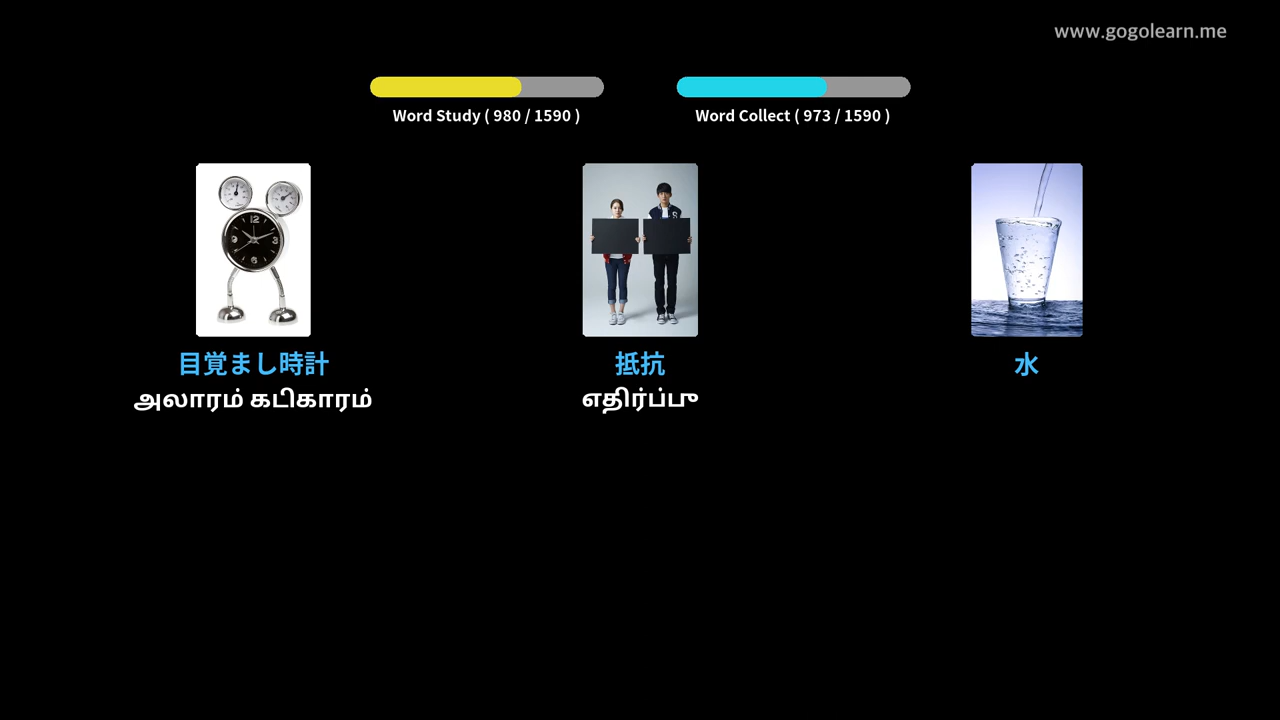 www.gogolearn.me
Word Study ( 980 / 1590 )
Word Collect ( 973 / 1590 )
目覚まし時計
அலாரம் கடிகாரம்
抵抗
எதிர்ப்பு
水